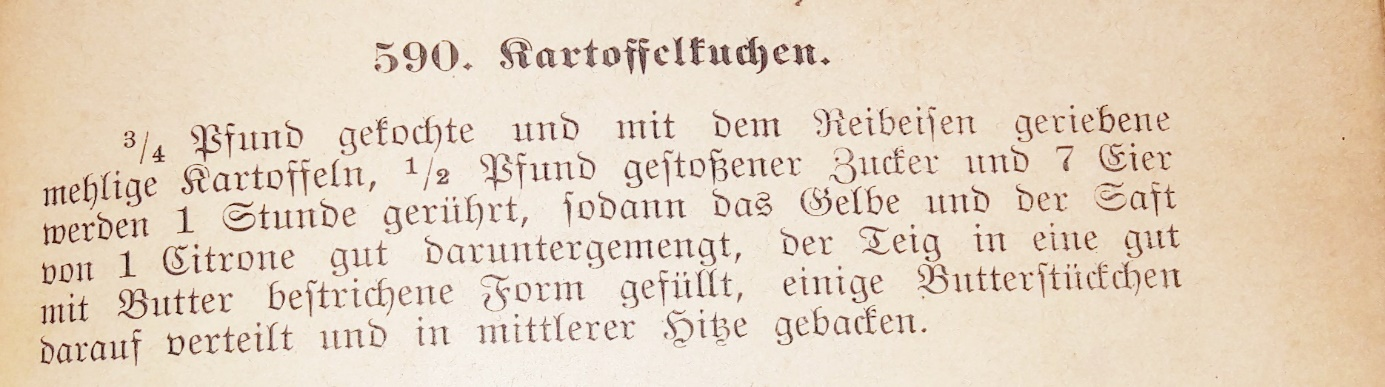 590. Kartoffelkuchen.
3/4 Pfund gekochte und mit dem Reibeisen geriebene
mehlige Kartoffeln, 1/2 Pfund gestoßener Zucker und 7 Eier
werden 1 Stunde gerührt, sodann das Gelbe und der Saft
von 1 Citrone gut daruntergemengt, der Teig in eine gut
mit Butter bestrichene Form gefüllt, einige Butterstückchen
darauf verteilt und in mittlerer Hitze gebacken.